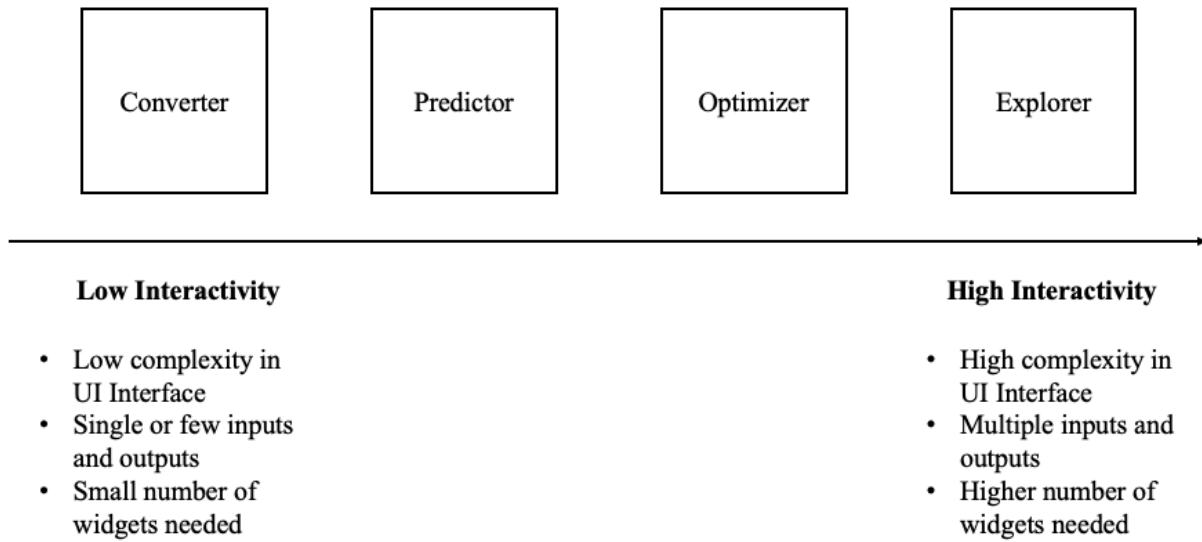 Converter
Predictor
Optimizer
Explorer
Low Interactivity
• Low complexity in
UI Interface
• Single or few inputs
and outputs
• Small number of
widgets needed
High Interactivity
• High complexity in
UI Interface
• Multiple inputs and
outputs
• Higher number of
widgets needed